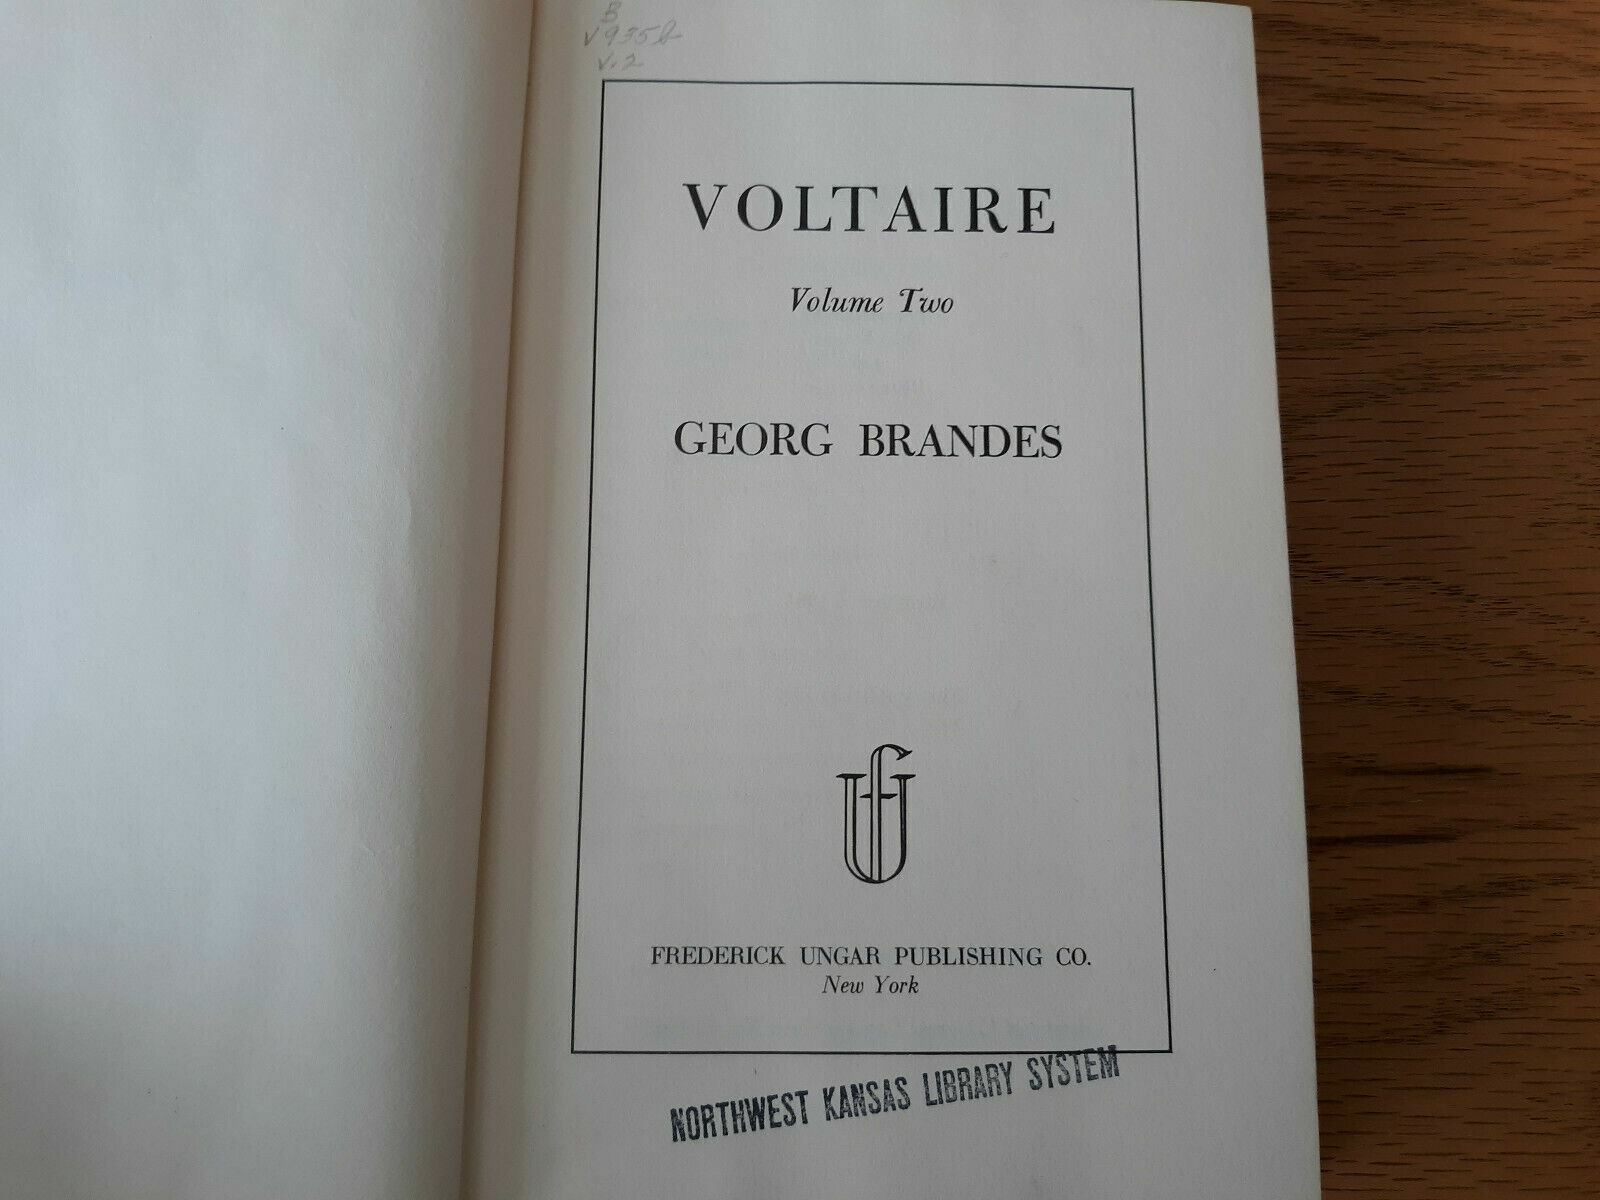 B
V935b
v.2
VOLTAIRE
Volume Two
GEORG BRANDES
FREDERICK UNGAR PUBLISHING CO.
New York
NORTHWEST KANSAS LIBRARY SYSTEM